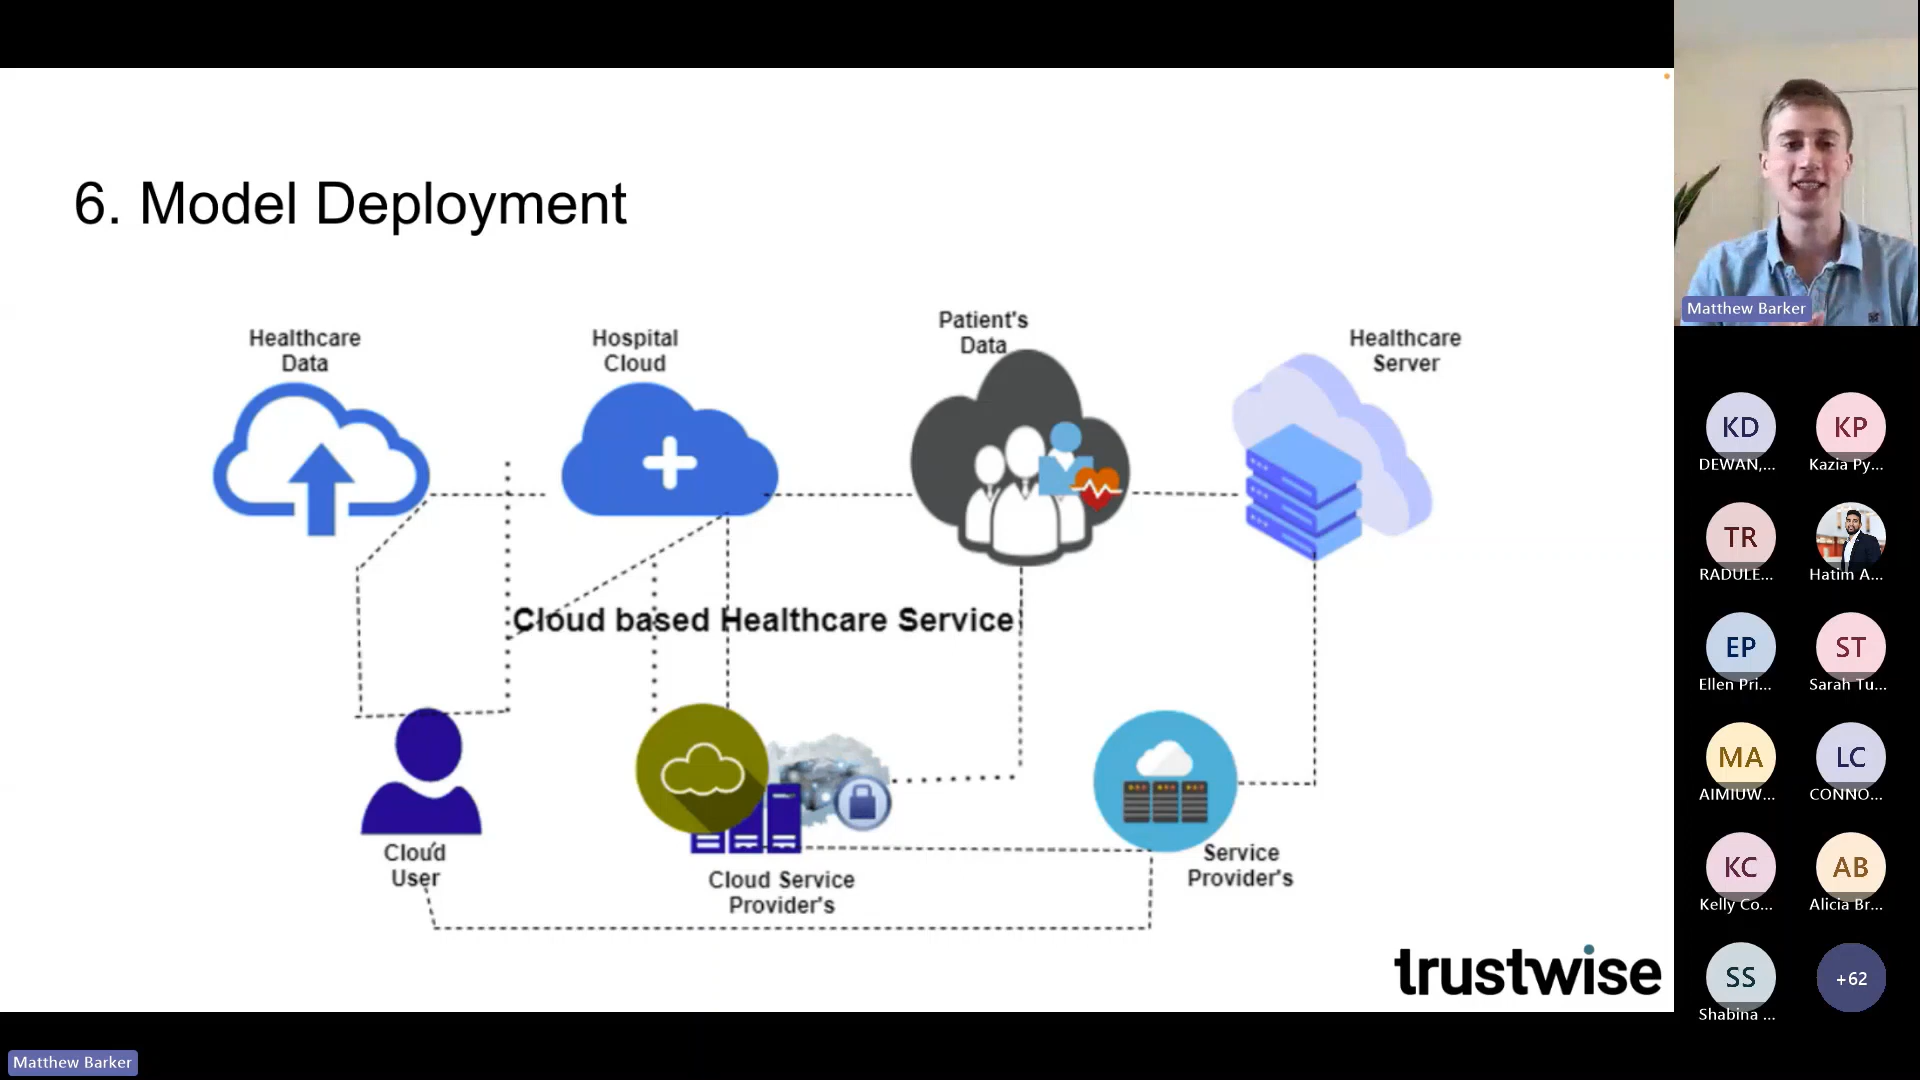 6. Model Deployment
Healthcare
Data
Hospital
Cloud
Patient's
Data
Healthcare
Server
Cloud based Healthcare Service
Cloud
User
Cloud Service
Provider's
Service
Provider's
trustwise
Matthew Barker
KD
KP
DEWAN,...
Kazia Py...
TR
RADULE...
Hatim A...
EP
ST
Ellen Pri...
Sarah Tu...
MA
LC
AIMIUW...
CONNO...
KC
AB
Kelly Co...
Alicia Br...
SS
+62
Shabina ...
Matthew Barker